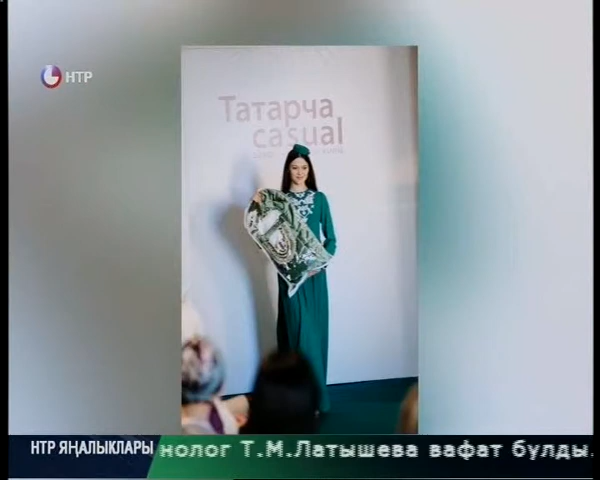 НТР
Татарча
casual
НТР ЯҢАЛЫКЛАРЫ
нолог Т.М.Латышева вафат булды.